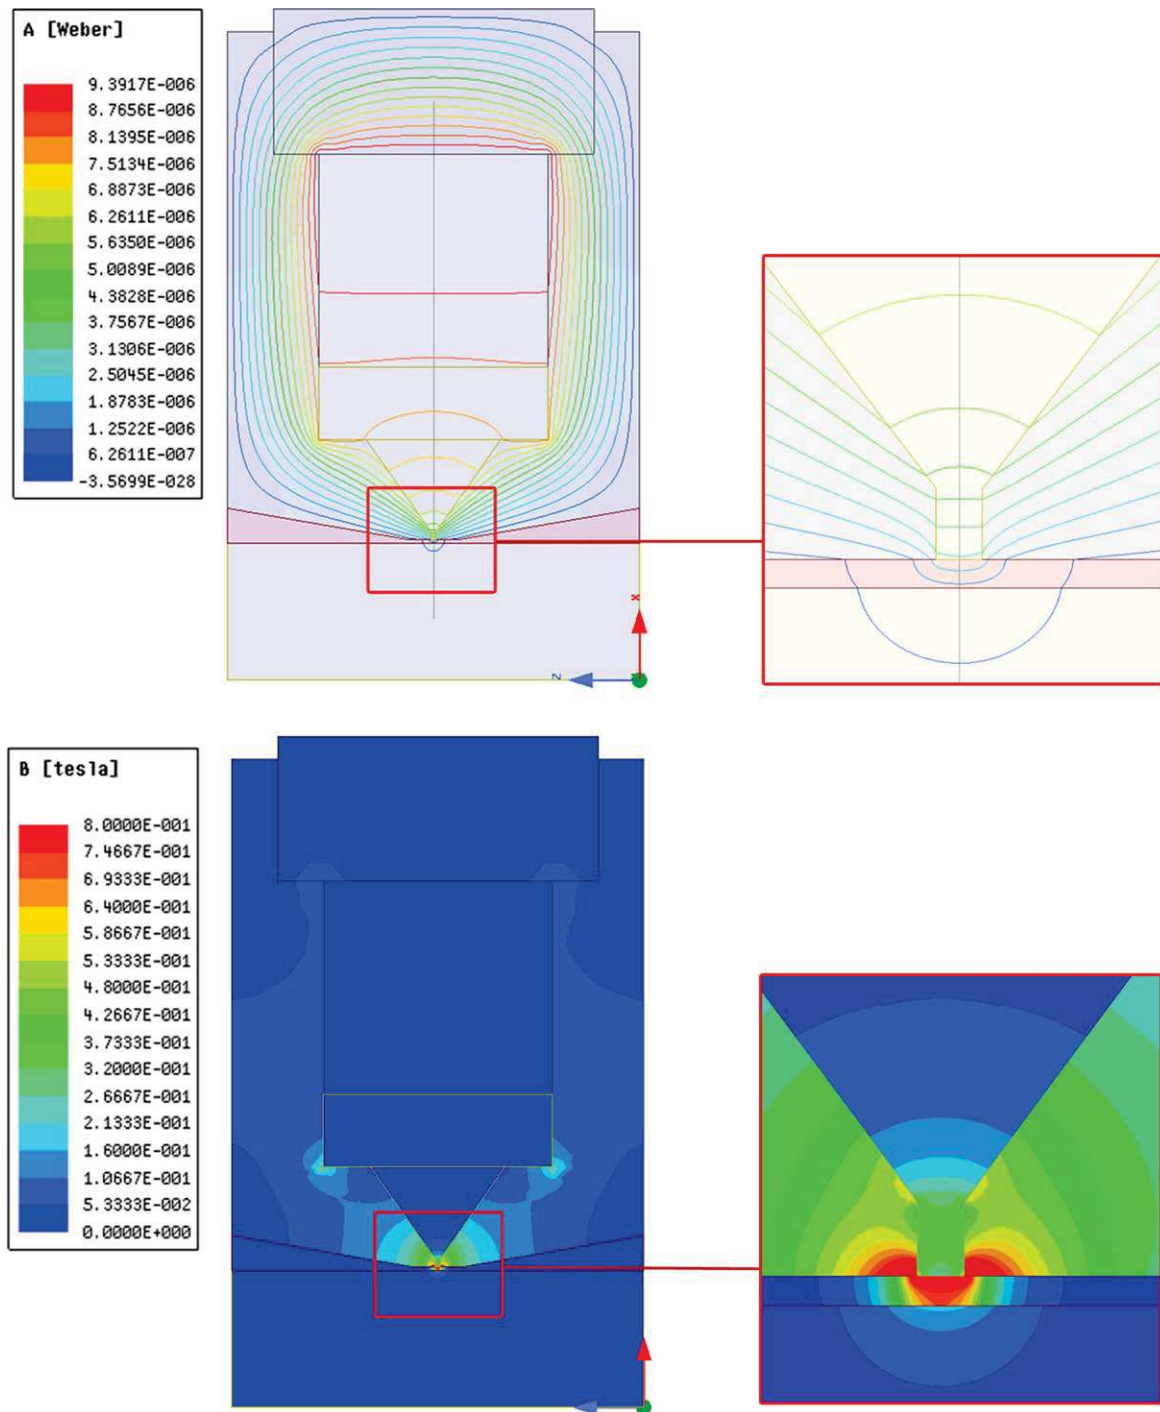 A [Weber]
9.3917E-006
8.7656E-006
8.1395E-006
7.5134E-006
6.8873E-006
6.2611E-006
5.6350E-006
5.0089E-006
4.3828E-006
3.7567E-006
3.1306E-006
2.5045E-006
1.8783E-006
1.2522E-006
6.2611E-007
-3.5699E-028
X
Z
B [tesla]
8.0000E-001
7.4667E-001
6.9333E-001
6.4000E-001
5.8667E-001
5.3333E-001
4.8000E-001
4.2667E-001
3.7333E-001
3.2000E-001
2.6667E-001
2.1333E-001
1.6000E-001
1.0667E-001
5.3333E-002
0.0000E+000